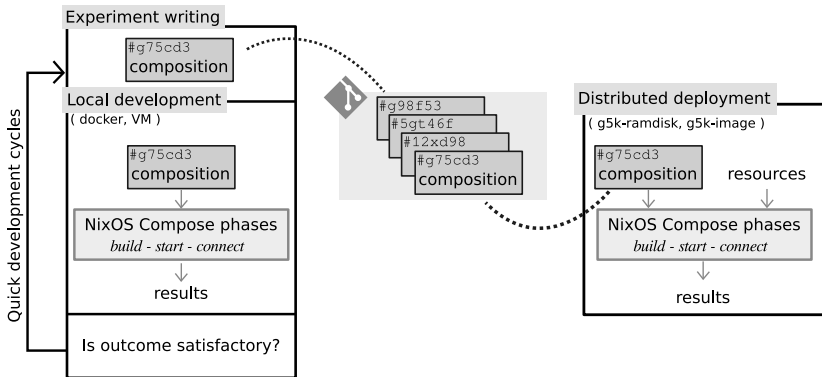 Experiment writing
#g75cd3
composition
Local development
( docker, VM )
#g75cd3
composition
NixOS Compose phases
build - start - connect
results
Is outcome satisfactory?
Quick development cycles
#g98f53
#5gt46f
#12xd98
#g75cd3
composition
Distributed deployment
( g5k-ramdisk, g5k-image )
#g75cd3
composition
resources
NixOS Compose phases
build - start - connect
results